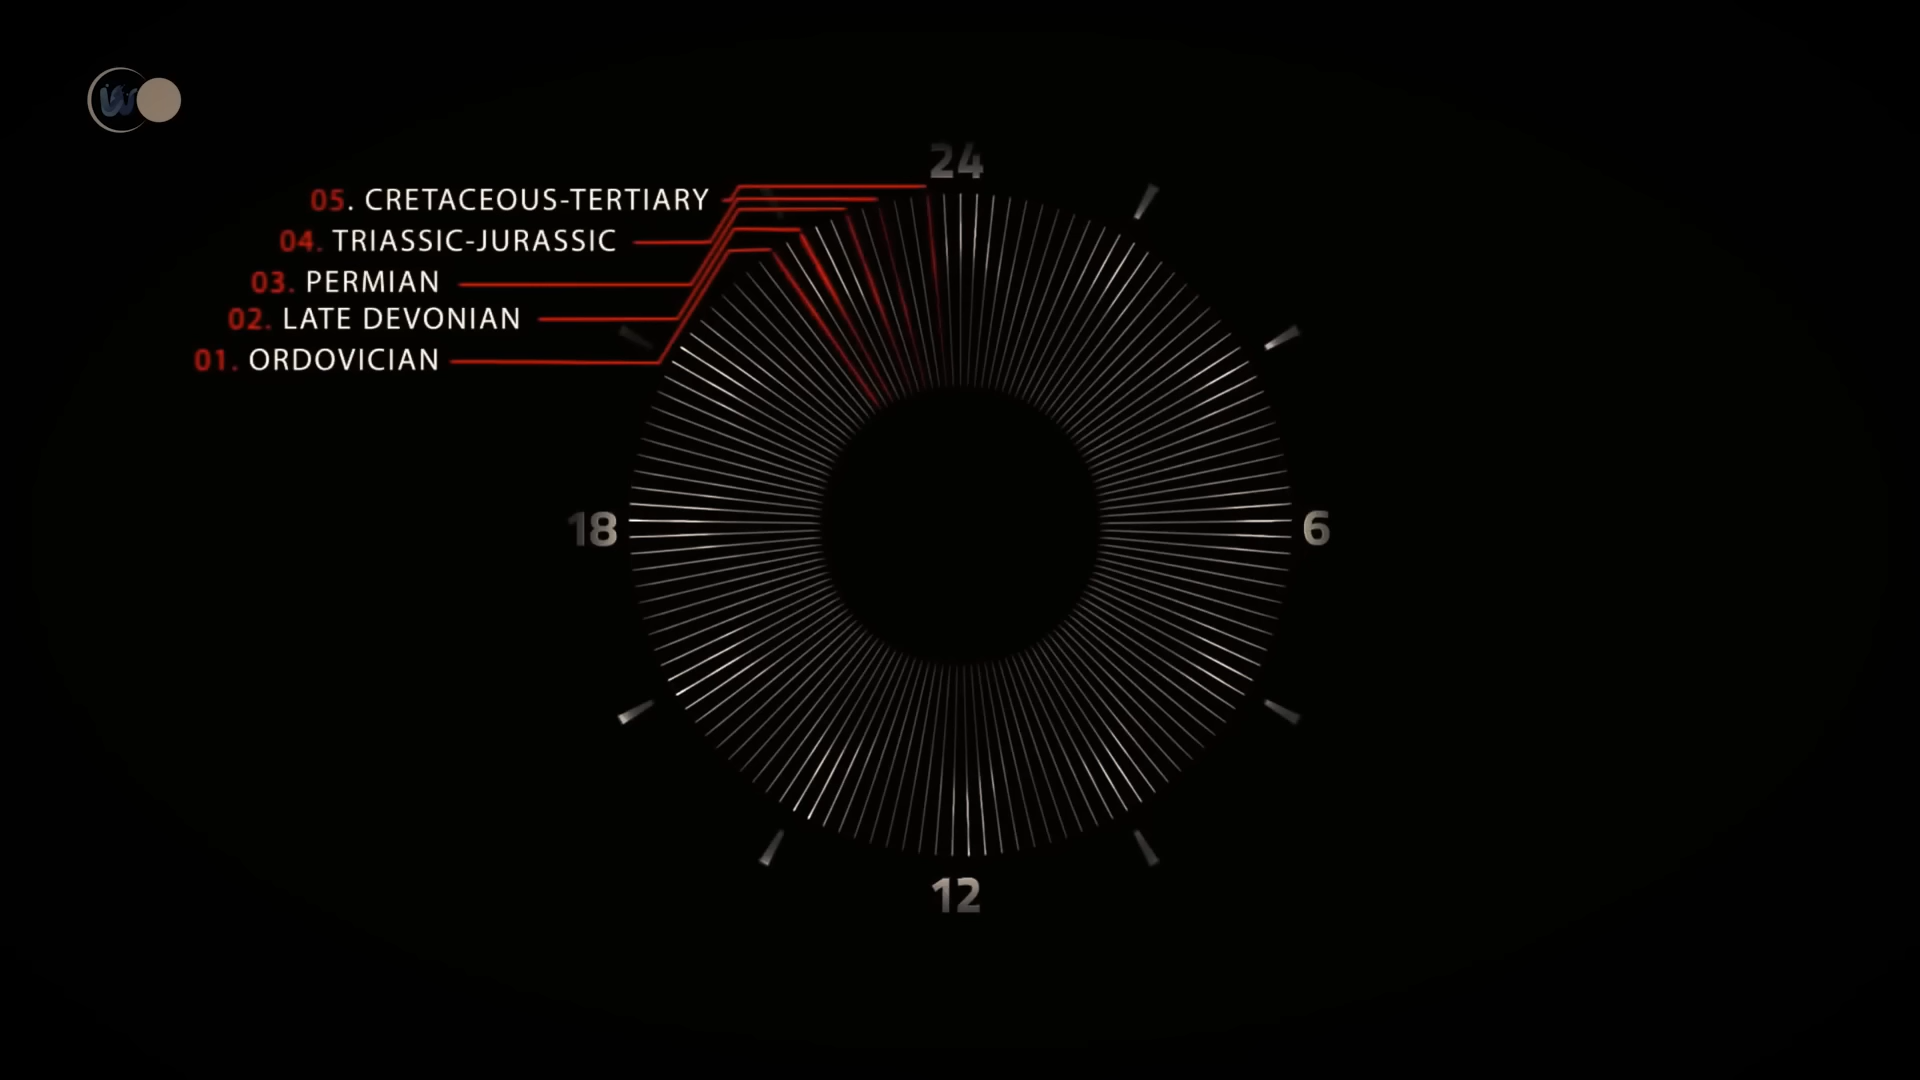 24
05. CRETACEOUS-TERTIARY
04. TRIASSIC-JURASSIC
03. PERMIAN
02. LATE DEVONIAN
01. ORDOVICIAN
18
6
12